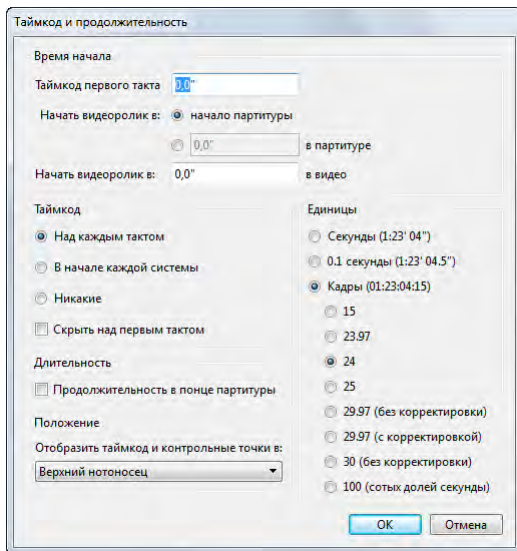 Таймкод и продолжительность
Время начала
Таймкод первого такта 0,0"
Начать видеоролик в: начало партитуры
0,0" в партитуре
Начать видеоролик в: 0,0" в видео
Таймкод
Над каждым тактом
В начале каждой системы
Никакие
Скрыть над первым тактом
Длительность
Продолжительность в понце партитуры
Положение
Отобразить таймкод и контрольные точки в:
Верхний нотоносец
Единицы
Секунды (1:23' 04")
0.1 секунды (1:23' 04.5")
Кадры (01:23:04:15)
15
23.97
24
25
29.97 (без корректировки)
29.97 (с корректировкой)
30 (без корректировки)
100 (сотых долей секунды)
OK Отмена